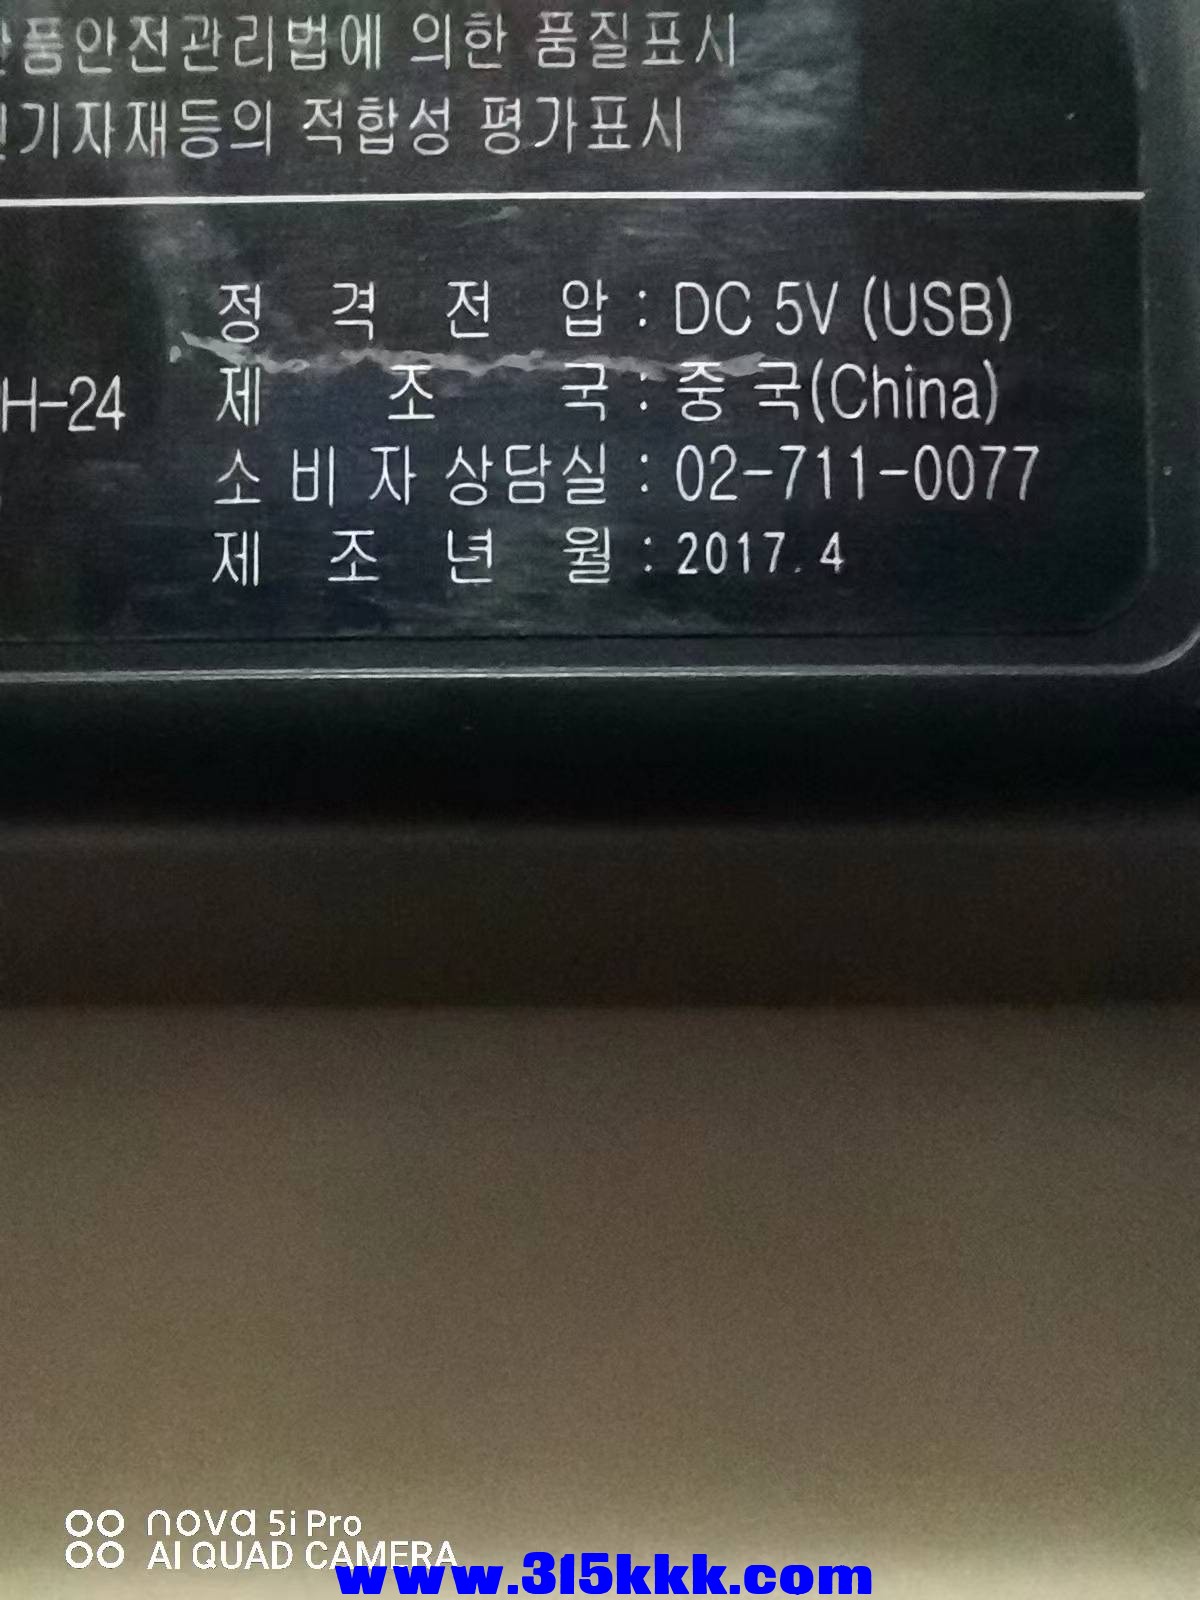 품안전관리법에 의한 품질표시
기자재등의 적합성 평가표시
정 격 전 압 : DC 5V (USB)
H-24 제 조 국 : 중 국(China)
소 비 자 상담실 : 02-711-0077
제 조 년 월 : 2017. 4
nova 5i Pro
AI QUAD CAMERA
www.315kkk.com